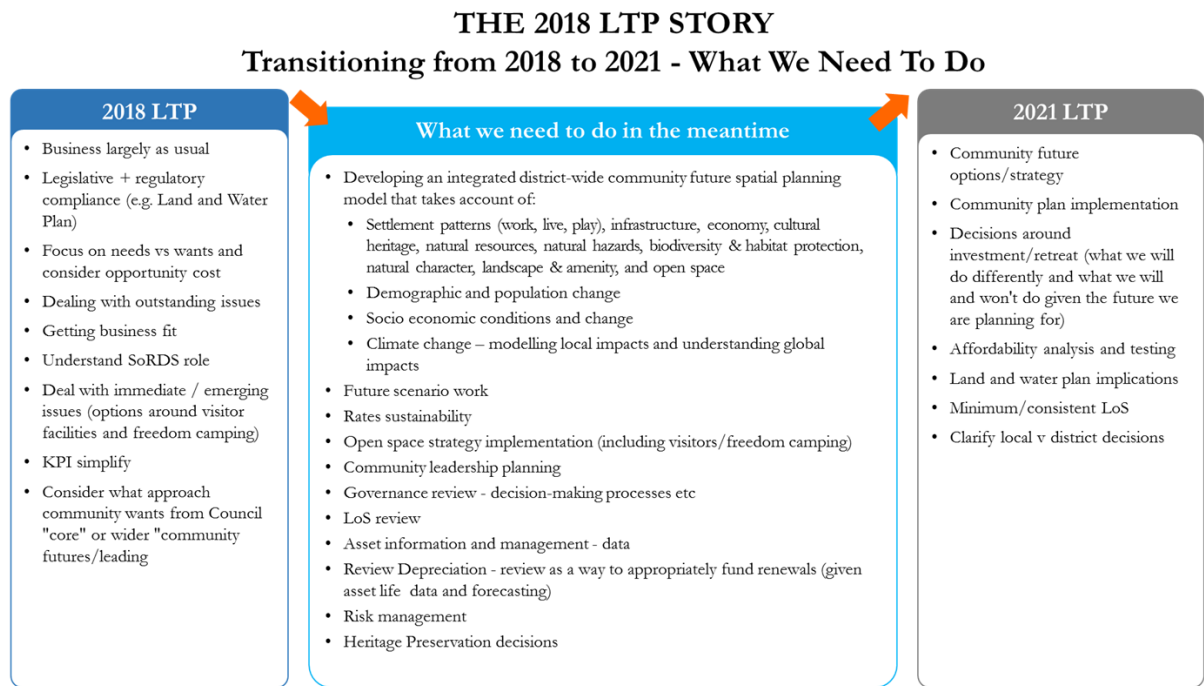 THE 2018 LTP STORY
Transitioning from 2018 to 2021 - What We Need To Do
2018 LTP
• Business largely as usual
• Legislative + regulatory
compliance (e.g. Land and Water
Plan)
• Focus on needs vs wants and
consider opportunity cost
• Dealing with outstanding issues
• Getting business fit
• Understand SoRDS role
• Deal with immediate / emerging
issues (options around visitor
facilities and freedom camping)
• KPI simplify
• Consider what approach
community wants from Council
"core" or wider "community
futures/leading
What we need to do in the meantime
• Developing an integrated district-wide community future spatial planning
model that takes account of:
• Settlement patterns (work, live, play), infrastructure, economy, cultural
heritage, natural resources, natural hazards, biodiversity & habitat protection,
natural character, landscape & amenity, and open space
• Demographic and population change
• Socio economic conditions and change
• Climate change – modelling local impacts and understanding global
impacts
• Future scenario work
• Rates sustainability
• Open space strategy implementation (including visitors/freedom camping)
• Community leadership planning
• Governance review - decision-making processes etc
• LoS review
• Asset information and management - data
• Review Depreciation - review as a way to appropriately fund renewals (given
asset life data and forecasting)
• Risk management
• Heritage Preservation decisions
2021 LTP
• Community future
options/strategy
• Community plan implementation
• Decisions around
investment/retreat (what we will
do differently and what we will
and won't do given the future we
are planning for)
• Affordability analysis and testing
• Land and water plan implications
• Minimum/consistent LoS
• Clarify local v district decisions